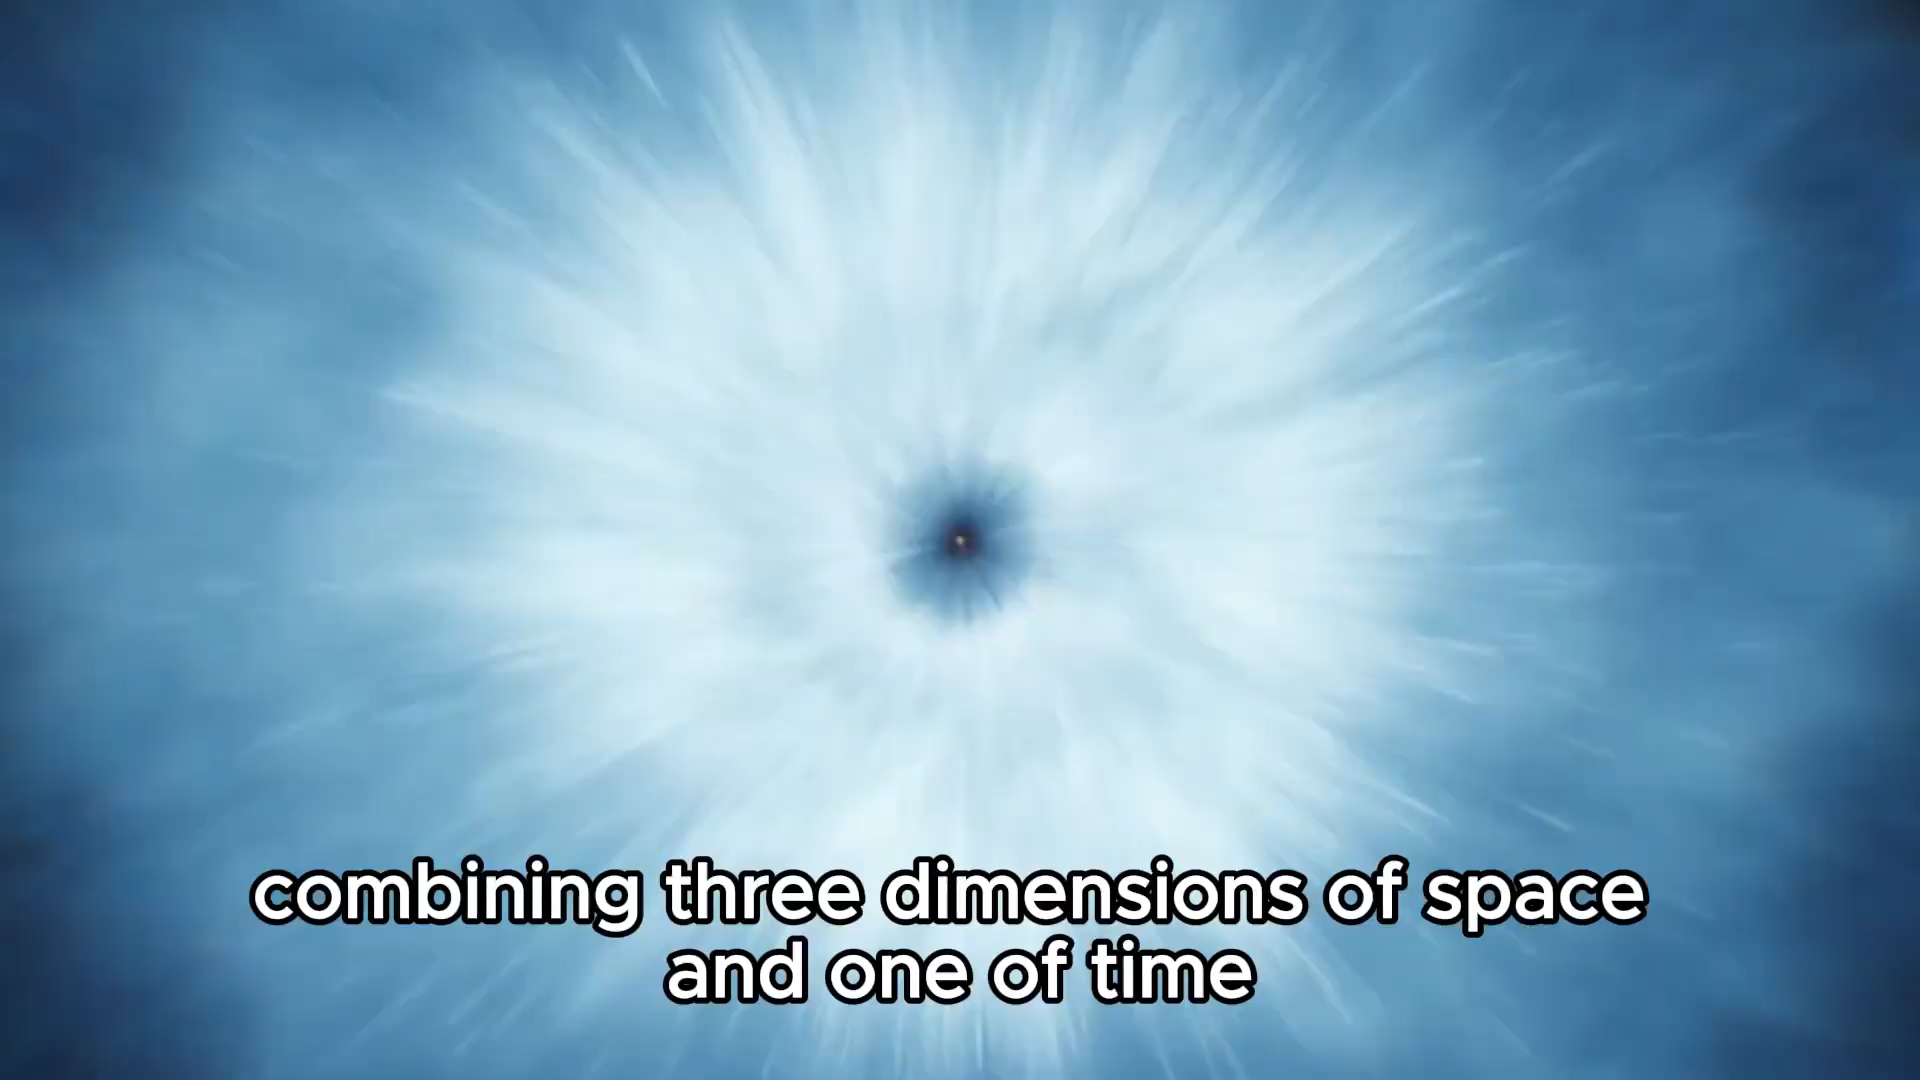 combining three dimensions of space
and one of time